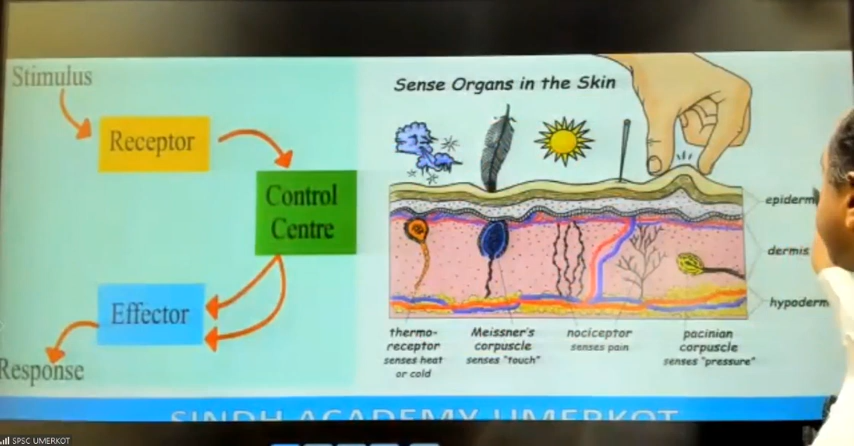 Stimulus
Receptor
Control
Centre
Effector
Response
Sense Organs in the Skin
epiderm
dermis
hypoderm
thermo-
receptor
senses heat
or cold
Meissner's
corpuscle
senses "touch"
nociceptor
senses pain
pacinian
corpuscle
senses "pressure"
SINDH ACADEMY UMERKOT
SPSC UMERKOT